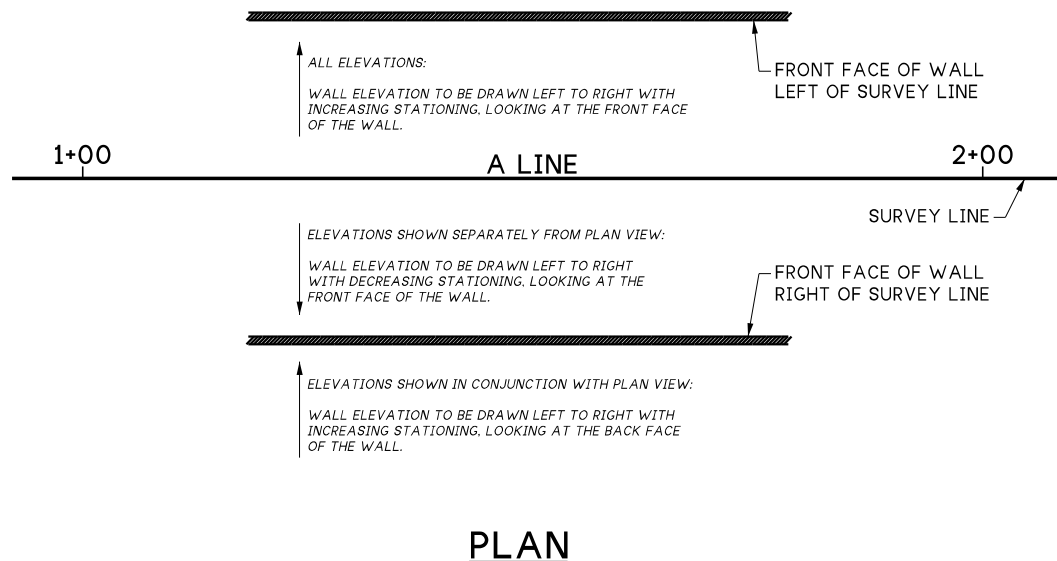 ALL ELEVATIONS:
WALL ELEVATION TO BE DRAWN LEFT TO RIGHT WITH
INCREASING STATIONING, LOOKING AT THE FRONT FACE
OF THE WALL.
FRONT FACE OF WALL
LEFT OF SURVEY LINE
1+00
A LINE
2+00
SURVEY LINE
ELEVATIONS SHOWN SEPARATELY FROM PLAN VIEW:
WALL ELEVATION TO BE DRAWN LEFT TO RIGHT
WITH DECREASING STATIONING, LOOKING AT THE
FRONT FACE OF THE WALL.
FRONT FACE OF WALL
RIGHT OF SURVEY LINE
ELEVATIONS SHOWN IN CONJUNCTION WITH PLAN VIEW:
WALL ELEVATION TO BE DRAWN LEFT TO RIGHT WITH
INCREASING STATIONING, LOOKING AT THE BACK FACE
OF THE WALL.
PLAN